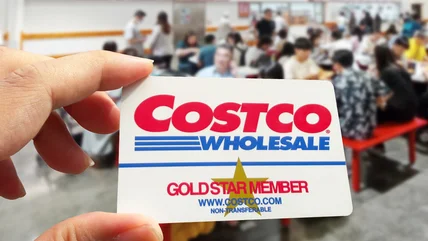 COSTCO
WHOLESALE
GOLD STAR MEMBER
WWW.COSTCO.COM
NON-TRANSFERABLE